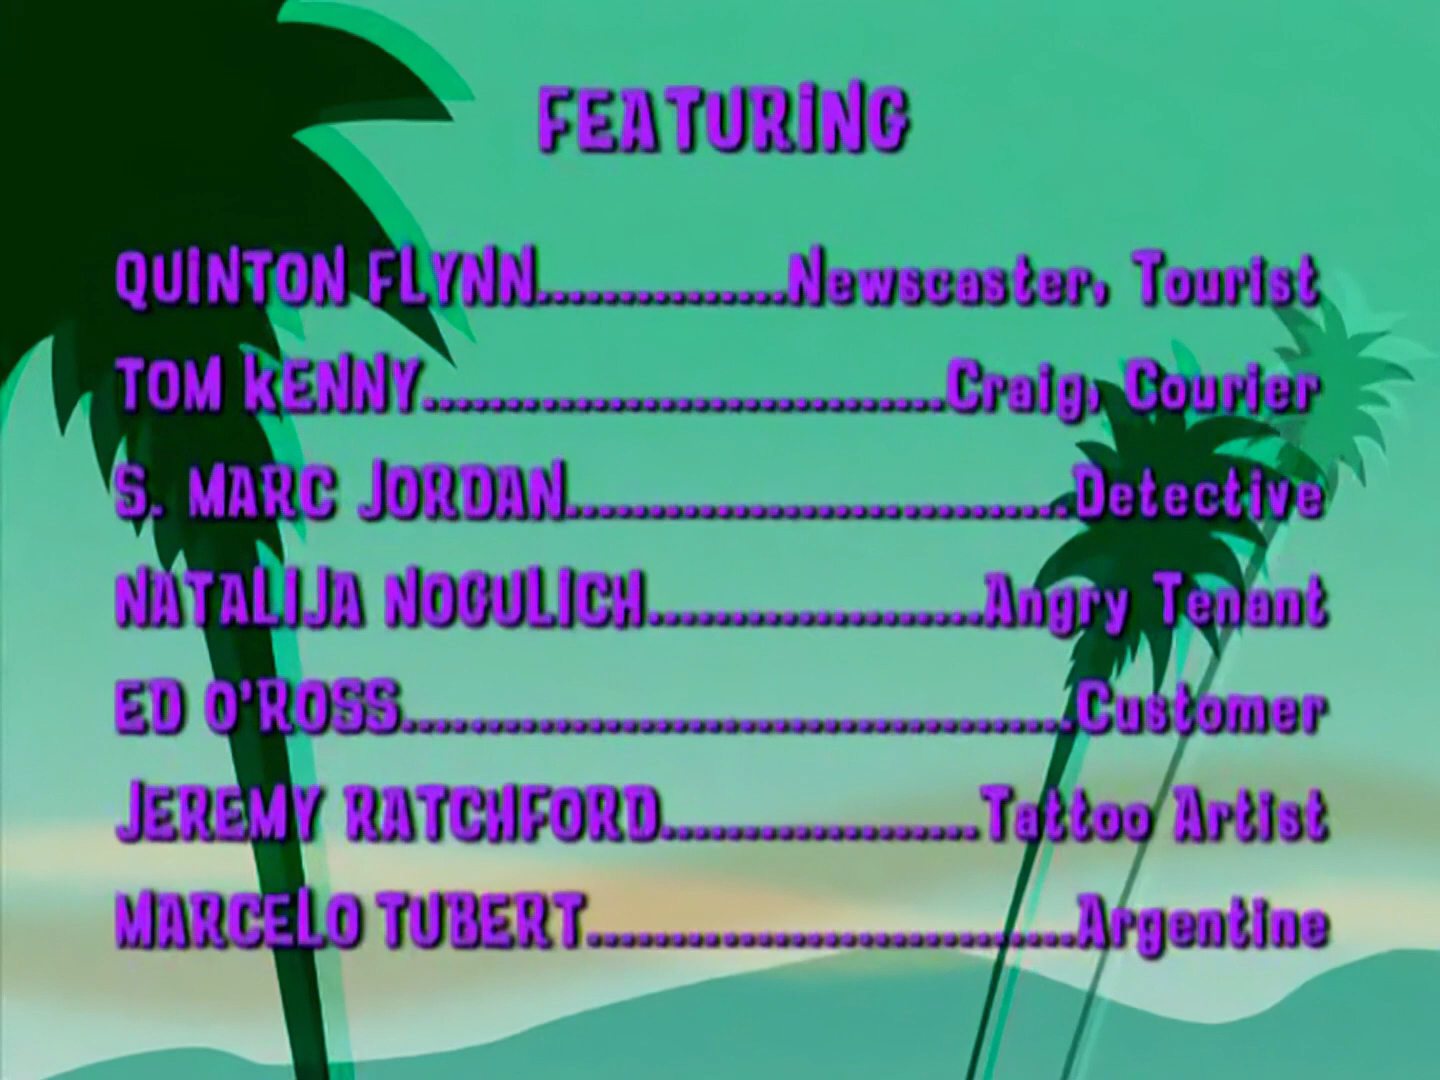 FEATURING
QUINTON FLYNN...............Newscaster, Tourist
TOM KENNY................................Craig, Courier
S. MARC JORDAN...............................Detective
NATALIJA NOGULICH.....................Angry Tenant
ED O'ROSS.........................................Customer
JEREMY RATCHFORD....................Tattoo Artist
MARCELO TUBERT..............................Argentine